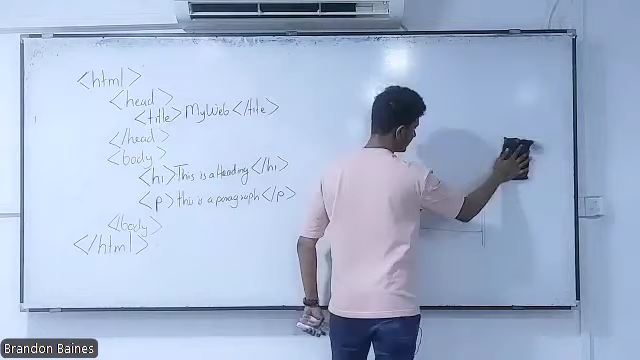 <html>
<head>
<title> MyWeb </title>
</head>
<body>
<h1> This is a Heading </h1>
<p> this is a paragraph </p>
</body>
</html>
Brandon Baines